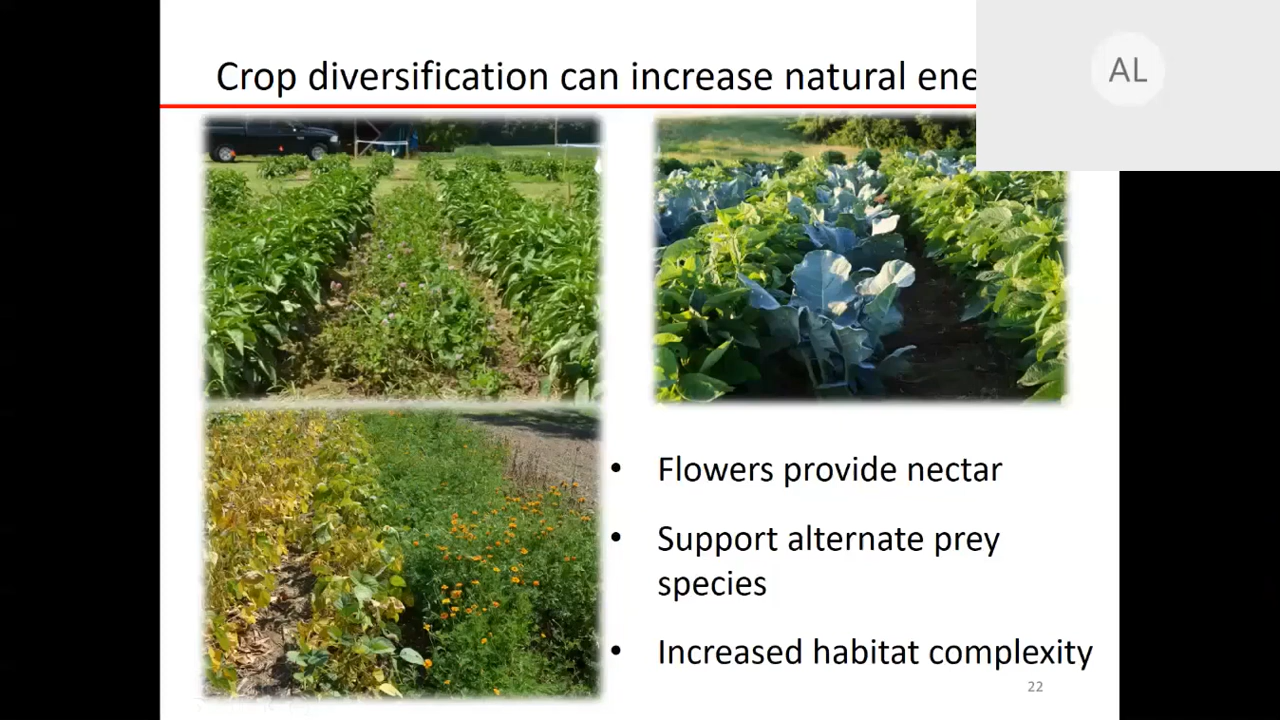 Crop diversification can increase natural ene
AL
• Flowers provide nectar
• Support alternate prey
species
• Increased habitat complexity
22